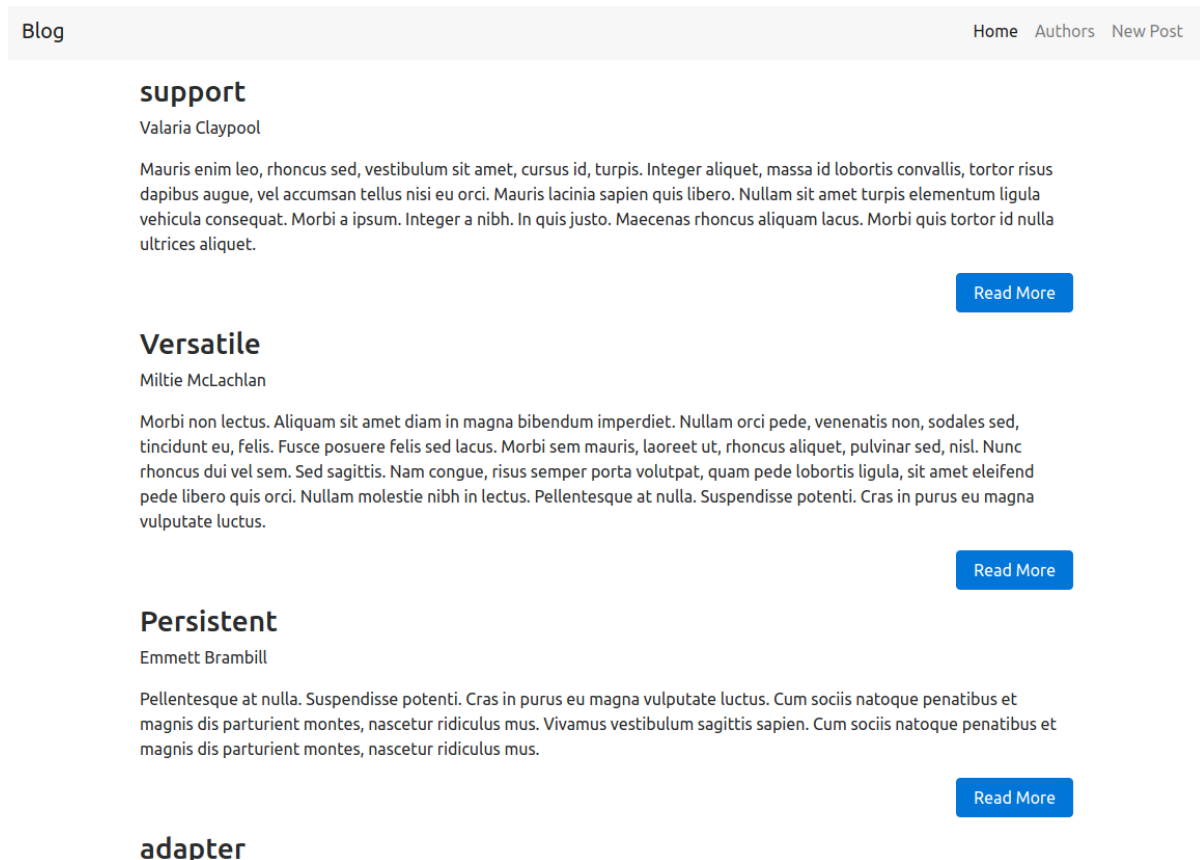 Blog
Home Authors New Post
support
Valaria Claypool
Mauris enim leo, rhoncus sed, vestibulum sit amet, cursus id, turpis. Integer aliquet, massa id lobortis convallis, tortor risus
dapibus augue, vel accumsan tellus nisi eu orci. Mauris lacinia sapien quis libero. Nullam sit amet turpis elementum ligula
vehicula consequat. Morbi a ipsum. Integer a nibh. In quis justo. Maecenas rhoncus aliquam lacus. Morbi quis tortor id nulla
ultrices aliquet.
Read More
Versatile
Miltie McLachlan
Morbi non lectus. Aliquam sit amet diam in magna bibendum imperdiet. Nullam orci pede, venenatis non, sodales sed,
tincidunt eu, felis. Fusce posuere felis sed lacus. Morbi sem mauris, laoreet ut, rhoncus aliquet, pulvinar sed, nisl. Nunc
rhoncus dui vel sem. Sed sagittis. Nam congue, risus semper porta volutpat, quam pede lobortis ligula, sit amet eleifend
pede libero quis orci. Nullam molestie nibh in lectus. Pellentesque at nulla. Suspendisse potenti. Cras in purus eu magna
vulputate luctus.
Read More
Persistent
Emmett Brambill
Pellentesque at nulla. Suspendisse potenti. Cras in purus eu magna vulputate luctus. Cum sociis natoque penatibus et
magnis dis parturient montes, nascetur ridiculus mus. Vivamus vestibulum sagittis sapien. Cum sociis natoque penatibus et
magnis dis parturient montes, nascetur ridiculus mus.
Read More
adapter